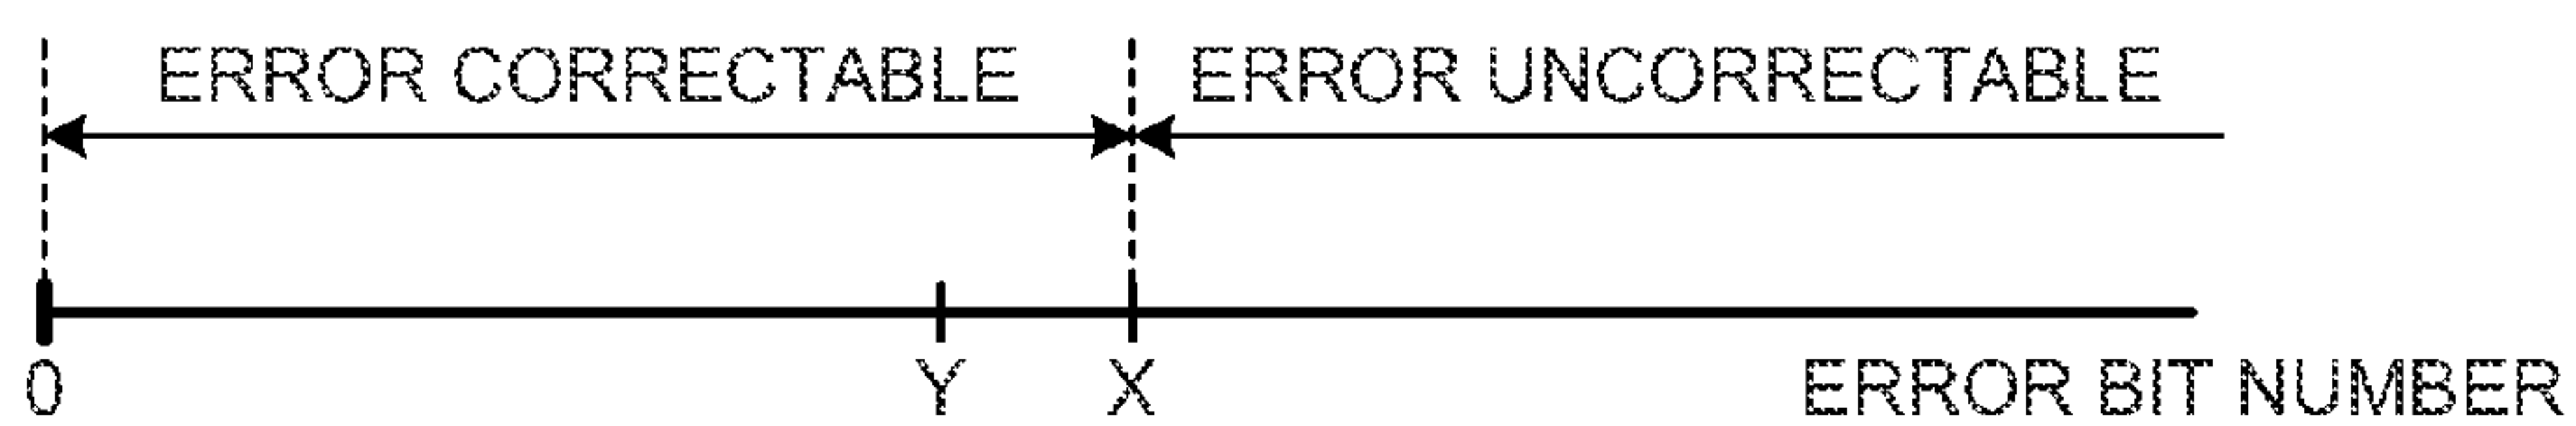 ERROR CORRECTABLE ERROR UNCORRECTABLE
0 Y X ERROR BIT NUMBER